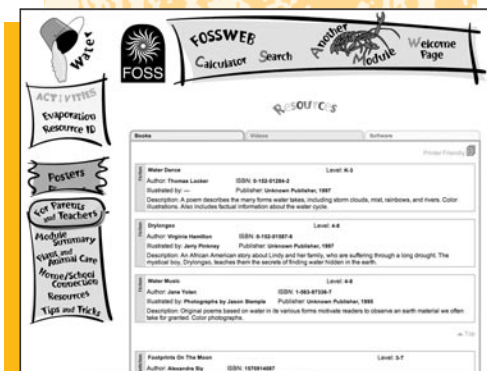 Water
FOSS
FOSSWEB
Calculator
Search
Another
Module
Welcome
Page
ACTIVITIES
Evaporation
Resource ID
Posters
For Parents
and Teachers
Module
Summary
Plant and
Animal Care
Home/School
Connection
Resources
Tips and Tricks
Resources
Books Videos Software
Printer Friendly
Fiction
Water Dance Level: K-3
Author: Thomas Locker ISBN: 0-152-01284-2
Illustrated by: — Publisher: Unknown Publisher, 1997
Description: A poem describes the many forms water takes, including storm clouds, mist, rainbows, and rivers. Color
illustrations. Also includes factual information about the water cycle.
Fiction
Drylongso Level: 4-8
Author: Virginia Hamilton ISBN: 0-152-01587-6
Illustrated by: Jerry Pinkney Publisher: Unknown Publisher, 1997
Description: An African American story about Lindy and her family, who are suffering through a long drought. The
mystical boy, Drylongso, teaches them the secrets of finding water hidden in the earth.
Fiction
Water Music Level: 4-8
Author: Jane Yolen ISBN: 1-563-97336-7
Illustrated by: Photographs by Jason Stemple Publisher: Unknown Publisher, 1995
Description: Original poems based on water in its various forms motivate readers to observe an earth material we often
take for granted. Color photographs.
Top
Footprints On The Moon Level: 3-7
Author: Alexandra Siy ISBN: 1570914087